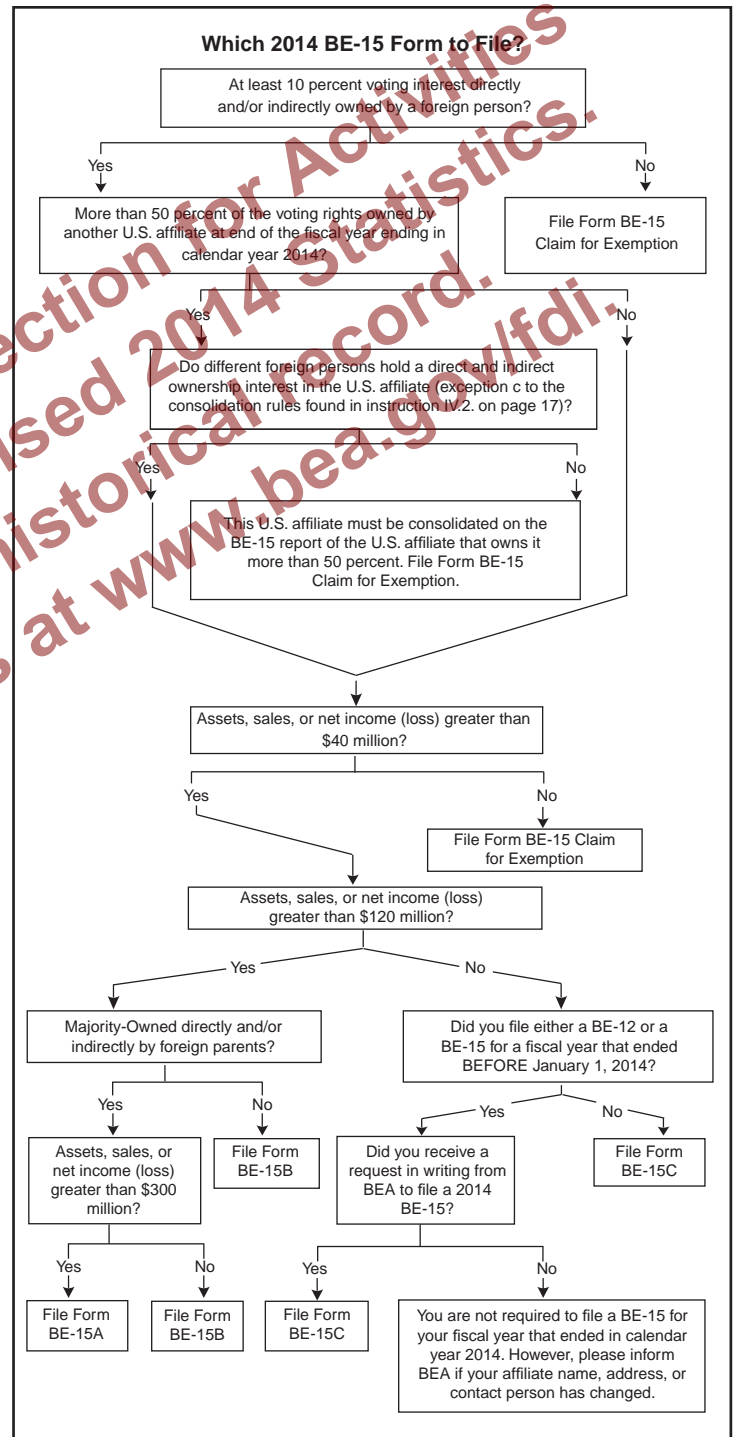 Which 2014 BE-15 Form to File?
At least 10 percent voting interest directly
and/or indirectly owned by a foreign person?
Yes
No
More than 50 percent of the voting rights owned by
another U.S. affiliate at end of the fiscal year ending in
calendar year 2014?
File Form BE-15
Claim for Exemption
Yes
No
Do different foreign persons hold a direct and indirect
ownership interest in the U.S. affiliate (exception c to the
consolidation rules found in instruction IV.2. on page 17)?
Yes
No
This U.S. affiliate must be consolidated on the
BE-15 report of the U.S. affiliate that owns it
more than 50 percent. File Form BE-15
Claim for Exemption.
Assets, sales, or net income (loss) greater than
$40 million?
Yes
No
File Form BE-15 Claim
for Exemption
Assets, sales, or net income (loss)
greater than $120 million?
Yes
No
Majority-Owned directly and/or
indirectly by foreign parents?
Did you file either a BE-12 or a
BE-15 for a fiscal year that ended
BEFORE January 1, 2014?
Yes
No
Yes
No
Assets, sales, or
net income (loss)
greater than $300
million?
File Form
BE-15B
Did you receive a
request in writing from
BEA to file a 2014
BE-15?
File Form
BE-15C
Yes
No
Yes
No
File Form
BE-15A
File Form
BE-15B
File Form
BE-15C
You are not required to file a BE-15 for
your fiscal year that ended in calendar
year 2014. However, please inform
BEA if your affiliate name, address, or
contact person has changed.
for Activities
2014 Statistics.
historical record.
at www.bea.gov/fdi.